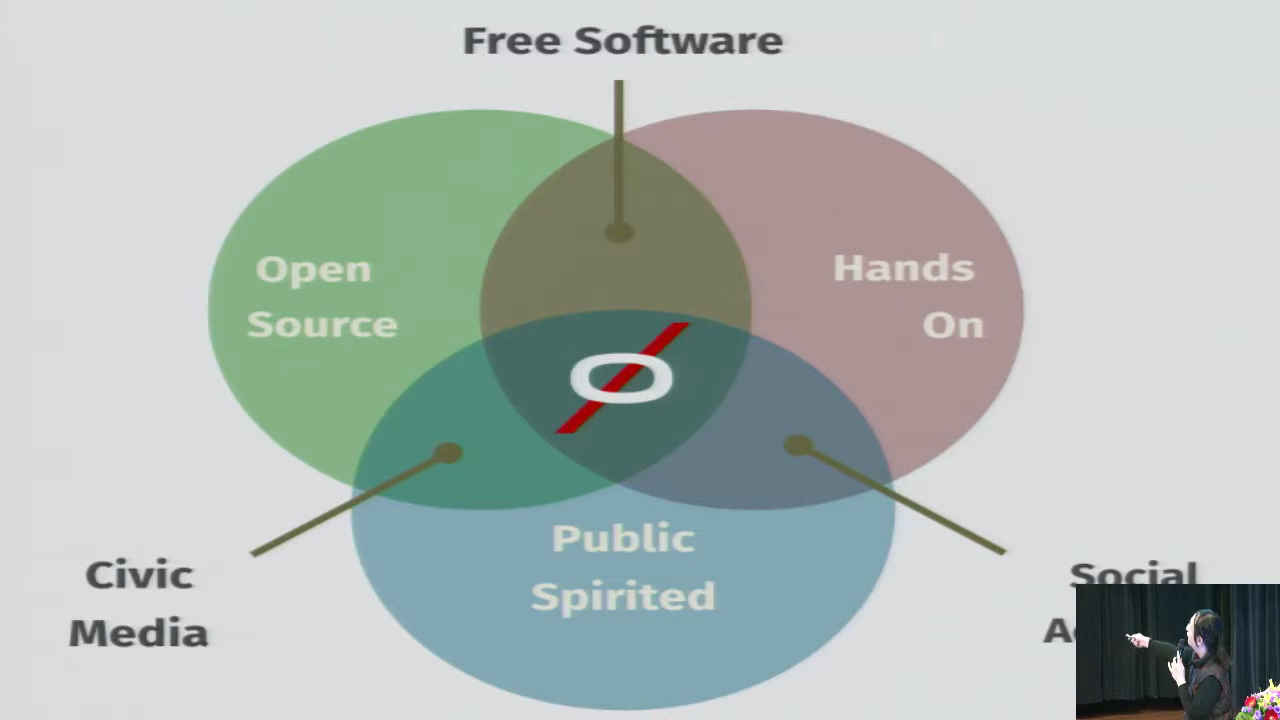 Free Software
Open
Source
Hands
On
Public
Spirited
Civic
Media
Social